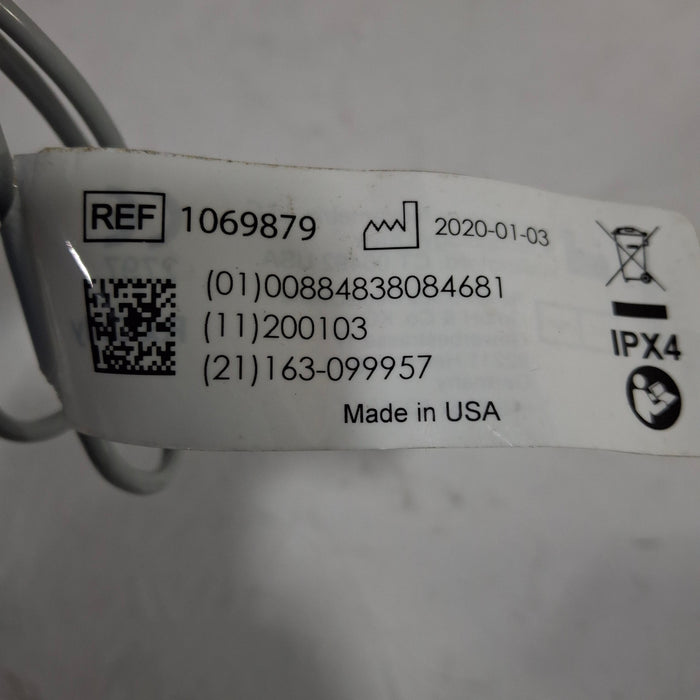 REF 1069879 2020-01-03
(01)00884838084681
(11)200103
(21)163-099957
IPX4
Made in USA